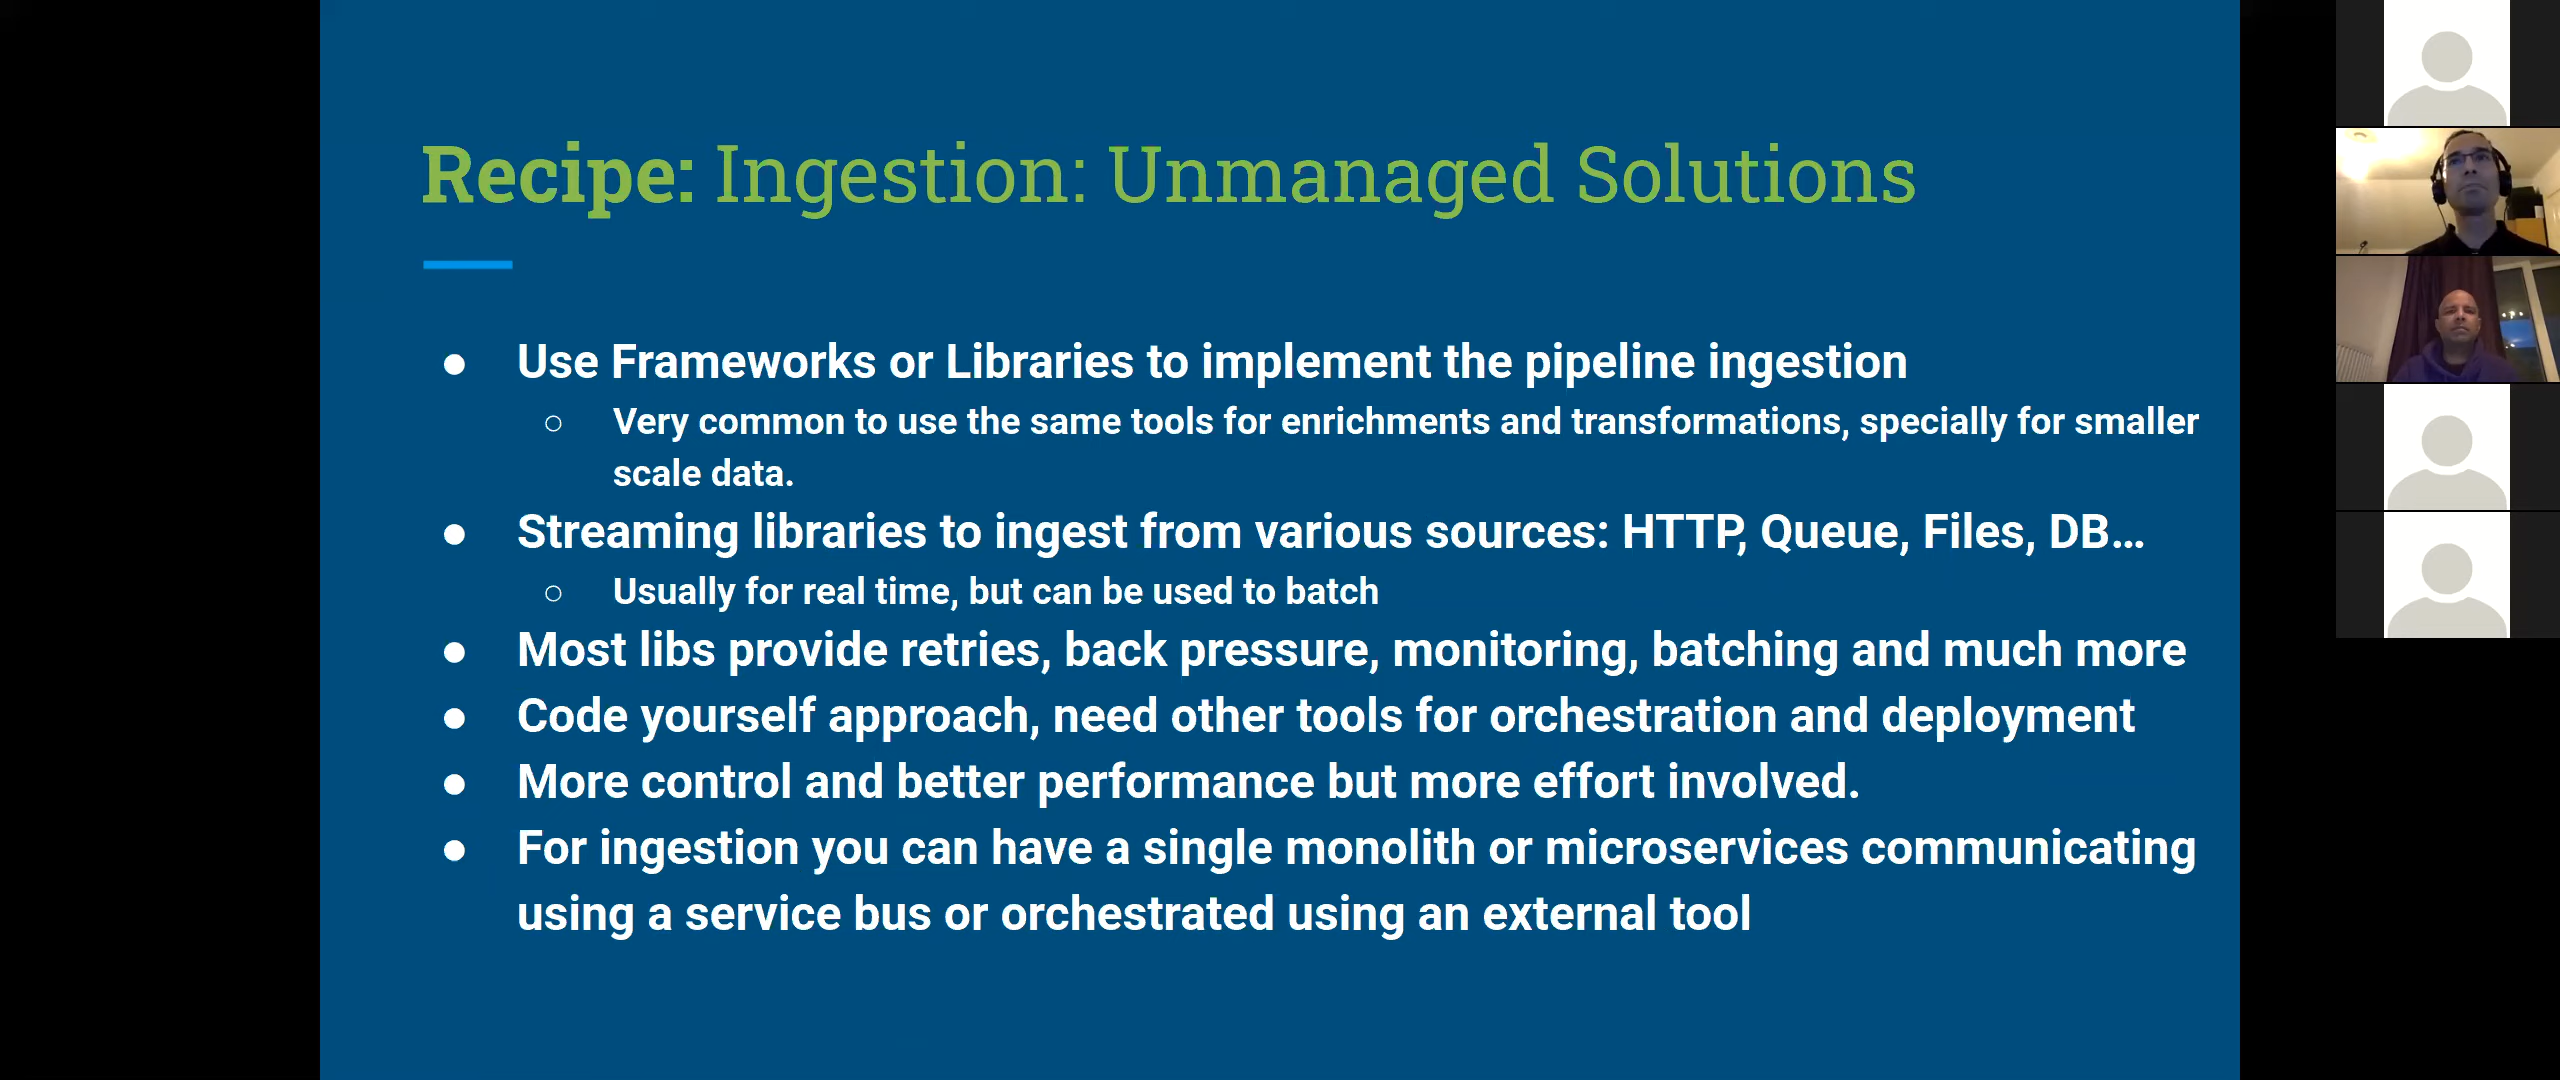 Recipe: Ingestion: Unmanaged Solutions
● Use Frameworks or Libraries to implement the pipeline ingestion
○ Very common to use the same tools for enrichments and transformations, specially for smaller
scale data.
● Streaming libraries to ingest from various sources: HTTP, Queue, Files, DB…
○ Usually for real time, but can be used to batch
● Most libs provide retries, back pressure, monitoring, batching and much more
● Code yourself approach, need other tools for orchestration and deployment
● More control and better performance but more effort involved.
● For ingestion you can have a single monolith or microservices communicating
using a service bus or orchestrated using an external tool